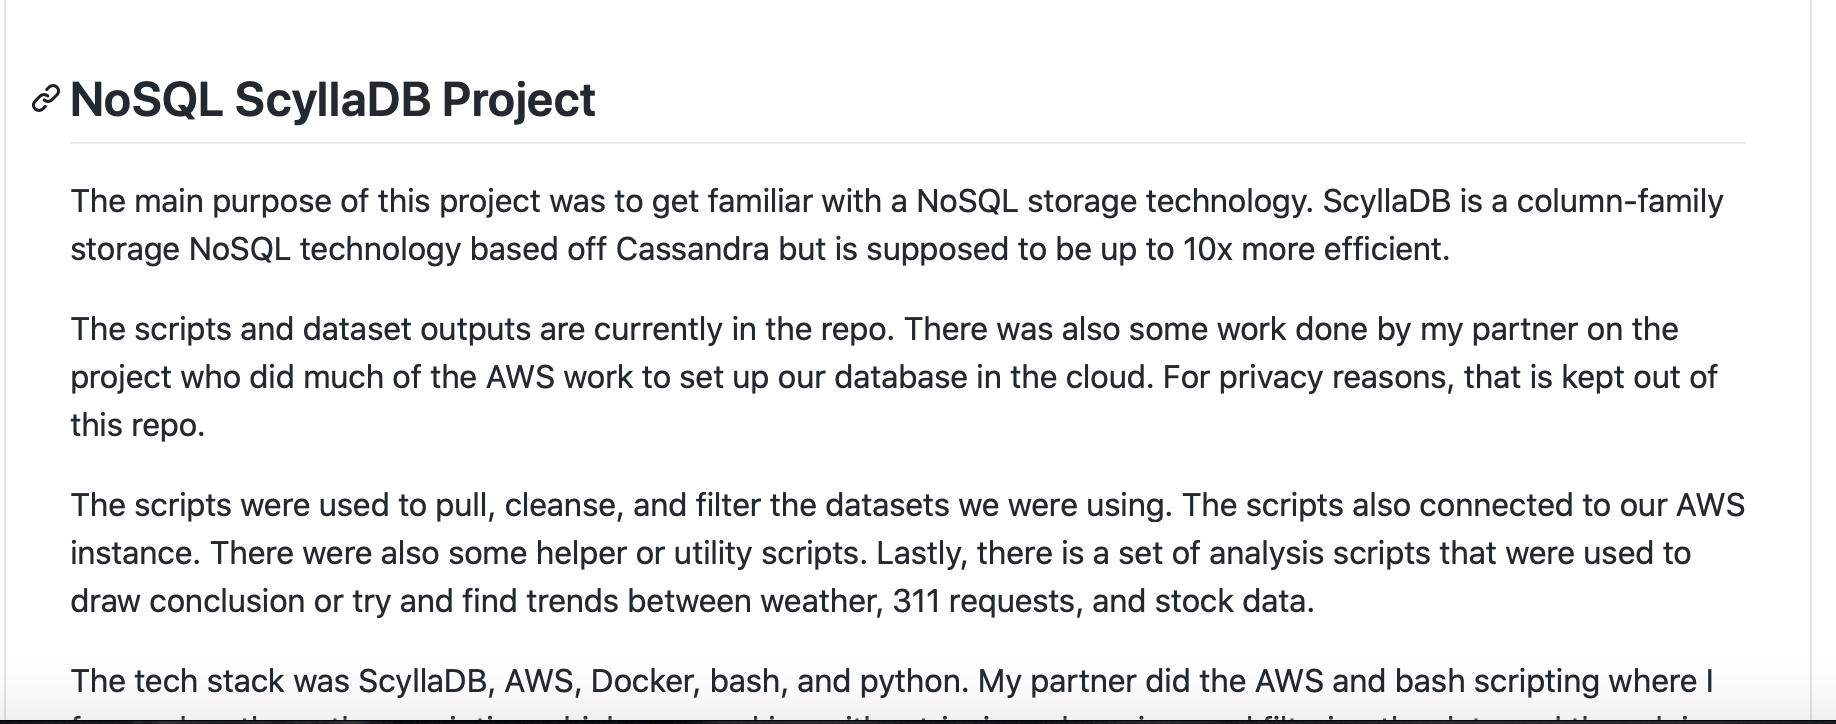 NoSQL ScyllaDB Project
The main purpose of this project was to get familiar with a NoSQL storage technology. ScyllaDB is a column-family
storage NoSQL technology based off Cassandra but is supposed to be up to 10x more efficient.
The scripts and dataset outputs are currently in the repo. There was also some work done by my partner on the
project who did much of the AWS work to set up our database in the cloud. For privacy reasons, that is kept out of
this repo.
The scripts were used to pull, cleanse, and filter the datasets we were using. The scripts also connected to our AWS
instance. There were also some helper or utility scripts. Lastly, there is a set of analysis scripts that were used to
draw conclusion or try and find trends between weather, 311 requests, and stock data.
The tech stack was ScyllaDB, AWS, Docker, bash, and python. My partner did the AWS and bash scripting where I